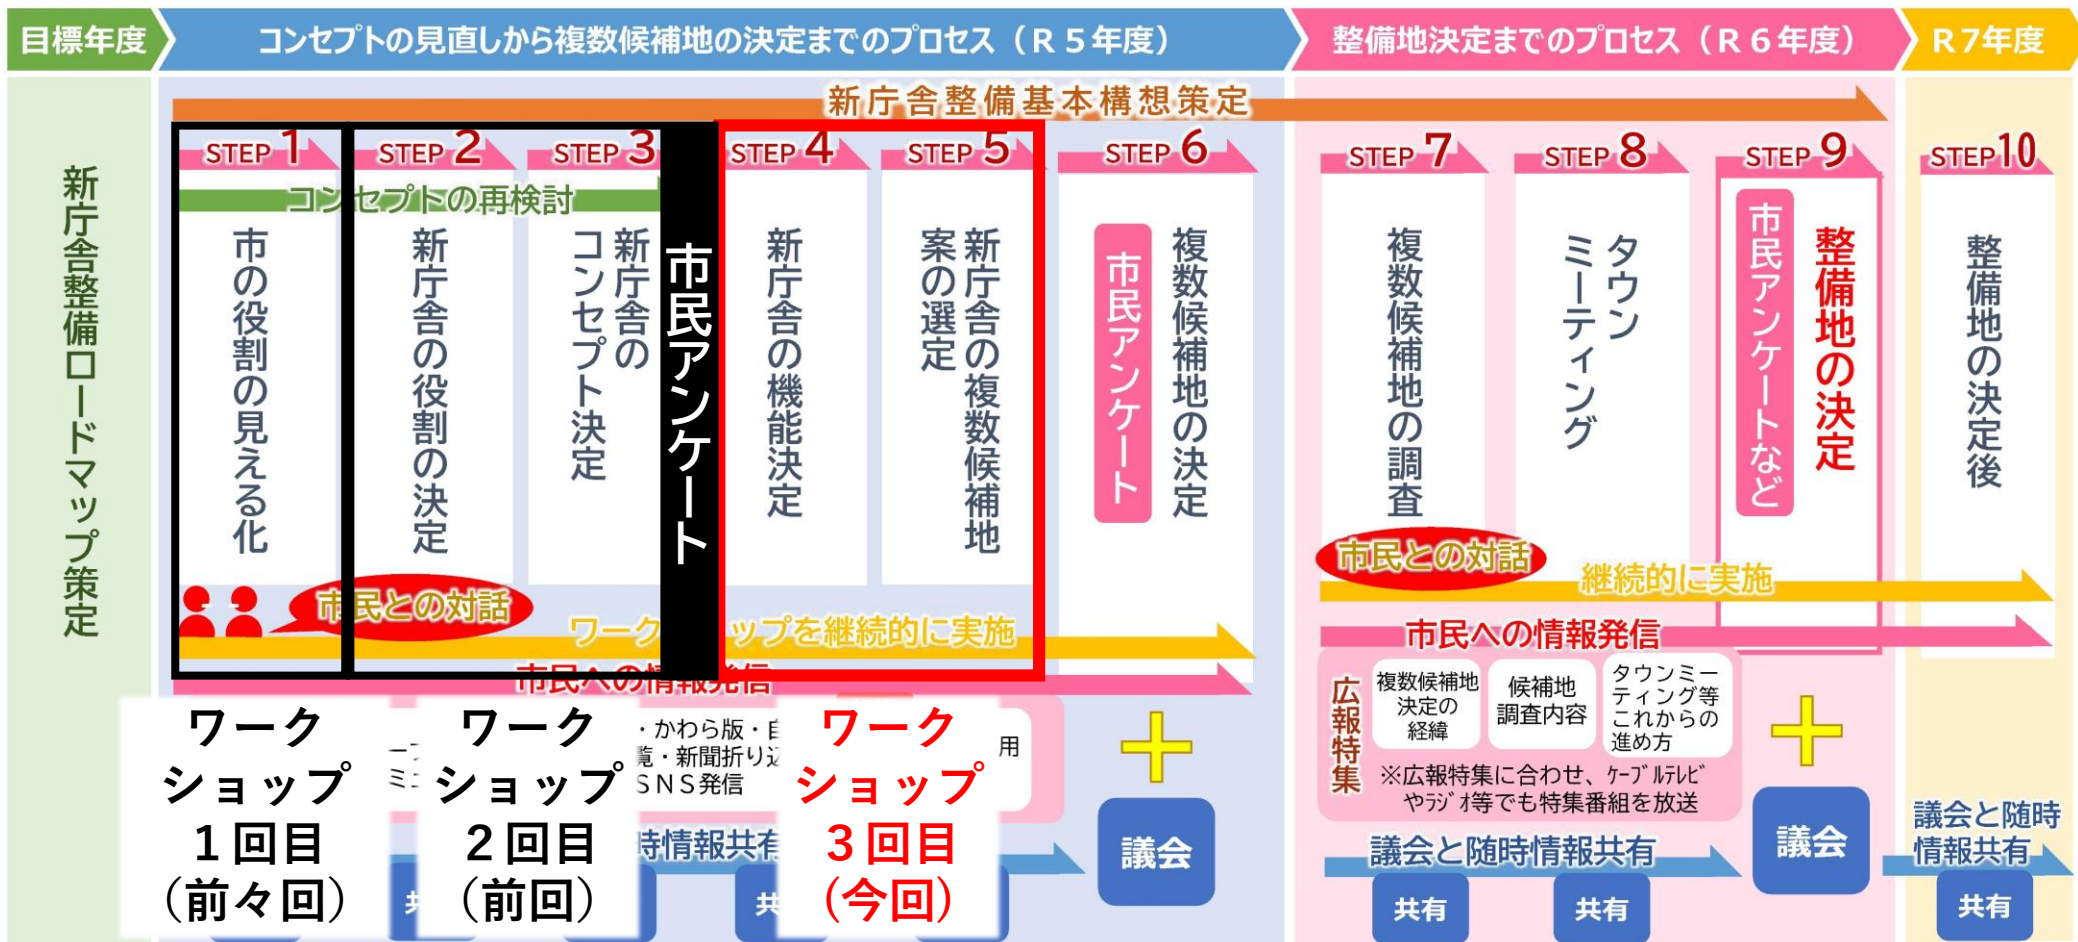 目標年度
コンセプトの見直しから複数候補地の決定までのプロセス（R５年度）
整備地決定までのプロセス（R６年度）
R７年度
新庁舎整備ロードマップ策定
新庁舎整備基本構想策定
STEP 1
STEP 2
STEP 3
STEP 4
STEP 5
STEP 6
STEP 7
STEP 8
STEP 9
STEP10
コンセプトの再検討
市の役割の見える化
新庁舎の役割の決定
新庁舎の
コンセプト決定
市民アンケート
新庁舎の機能決定
新庁舎の複数候補地
案の選定
複数候補地の決定
市民アンケート
複数候補地の調査
タウン
ミーティング
整備地の決定
市民アンケートなど
整備地の決定後
市民との対話
ワークショップを継続的に実施
市民への情報発信
市民との対話
継続的に実施
市民への情報発信
ワーク
ショップ
１回目
（前々回）
ワーク
ショップ
２回目
（前回）
・かわら版・自
覧・新聞折り込
ＳＮＳ発信
用
ワーク
ショップ
３回目
（今回）
時情報共有
共
共
議会
広報特集
複数候補地
決定の
経緯
候補地
調査内容
タウンミー
ティング等
これからの
進め方
※広報特集に合わせ、ｹｰﾌﾞﾙﾃﾚﾋﾞ
やﾗｼﾞｵ等でも特集番組を放送
議会と随時情報共有
共有
共有
議会
議会と随時
情報共有
共有